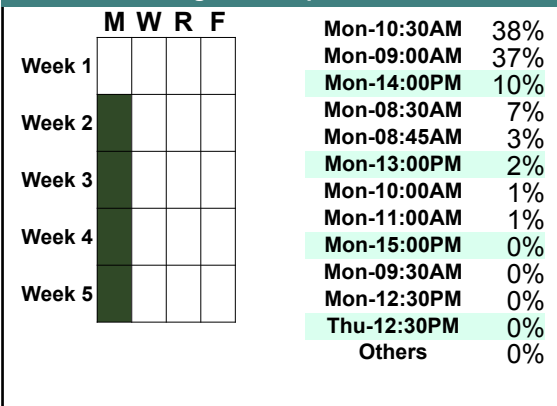 M W R F
Week 1
Week 2
Week 3
Week 4
Week 5
Mon-10:30AM 38%
Mon-09:00AM 37%
Mon-14:00PM 10%
Mon-08:30AM 7%
Mon-08:45AM 3%
Mon-13:00PM 2%
Mon-10:00AM 1%
Mon-11:00AM 1%
Mon-15:00PM 0%
Mon-09:30AM 0%
Mon-12:30PM 0%
Thu-12:30PM 0%
Others 0%